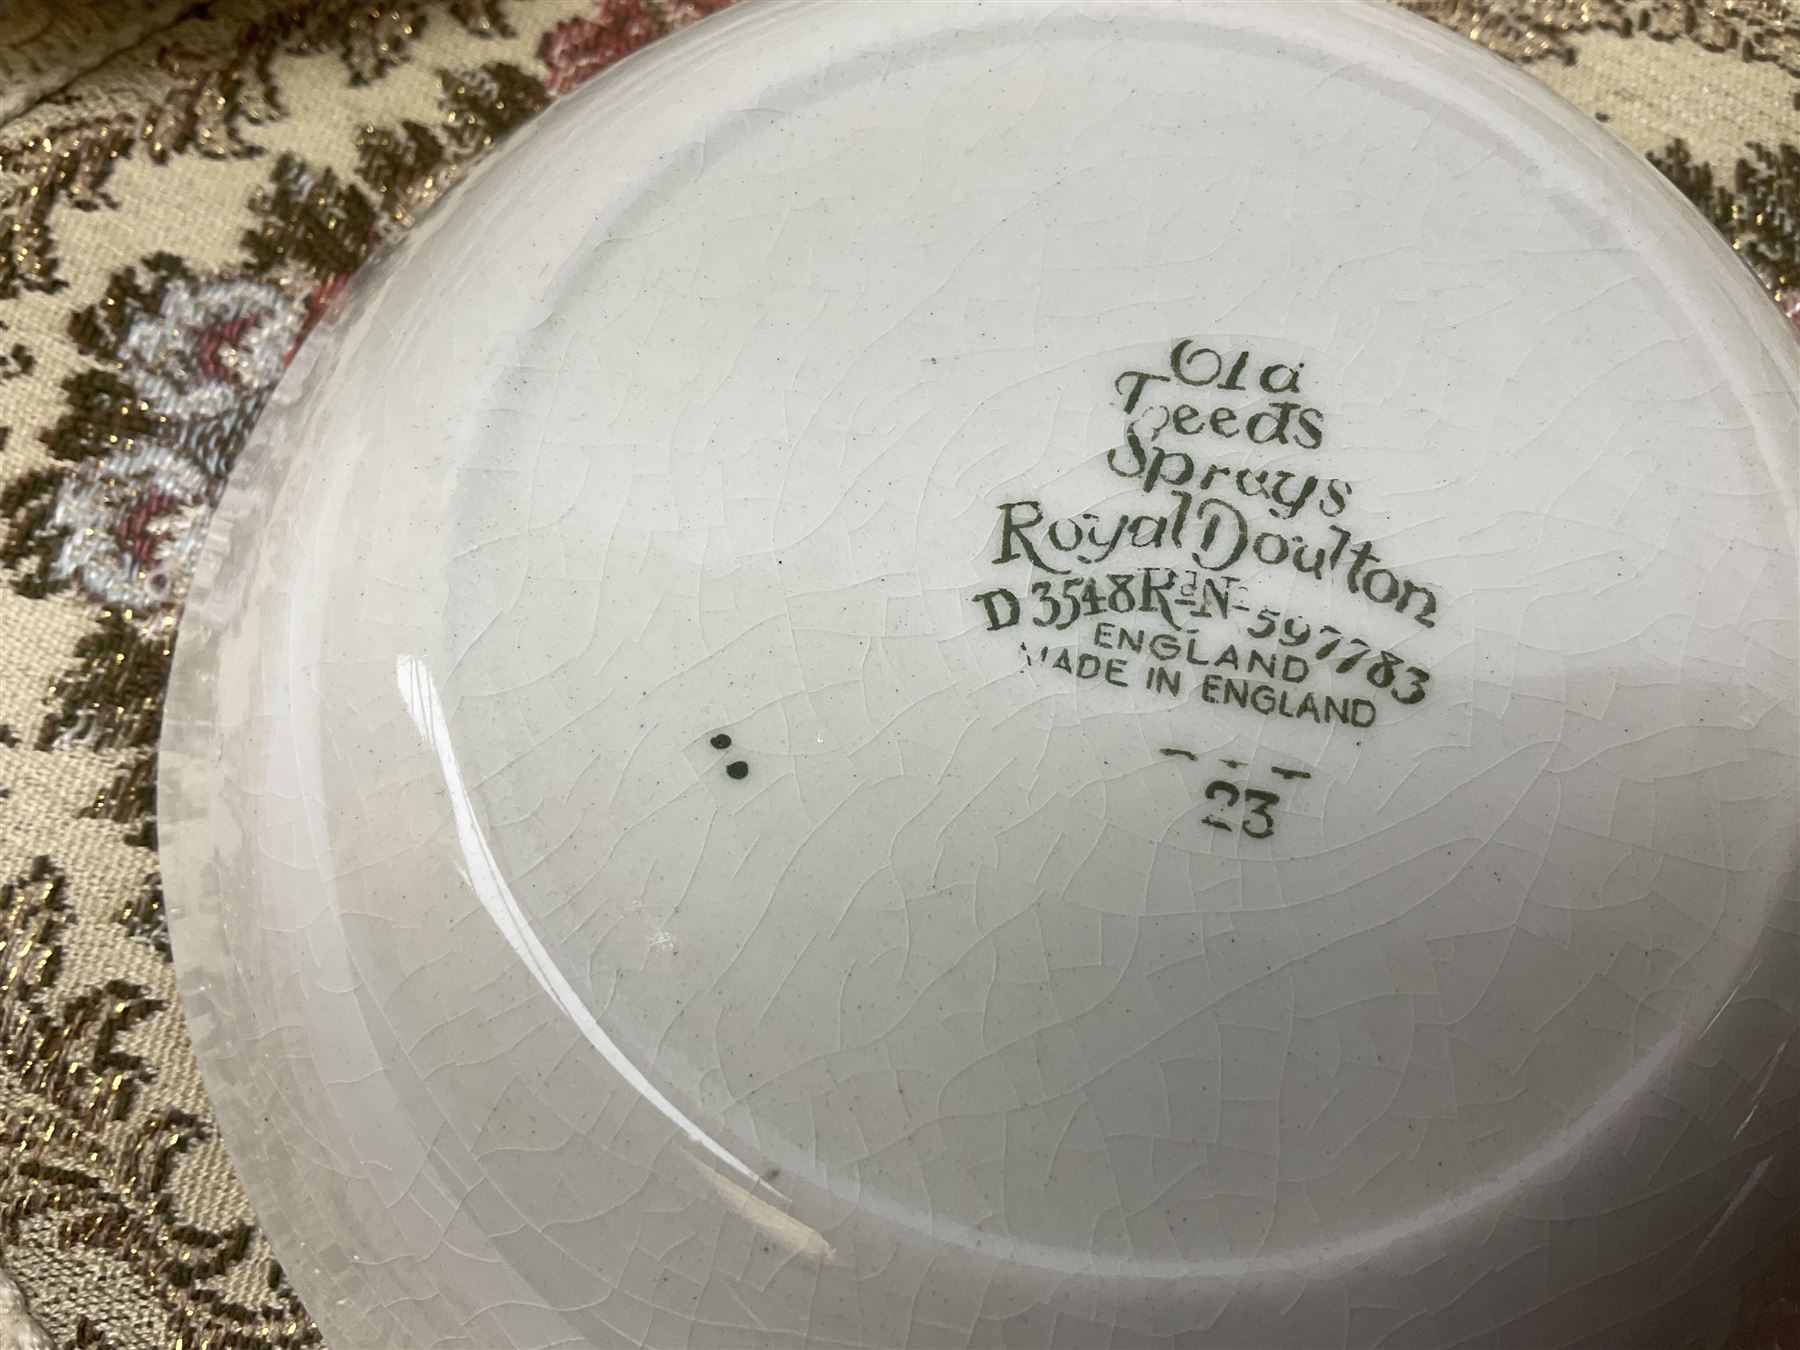 Old
Leeds
Sprays
Royal Doulton
D 3548 Rd No 597783
ENGLAND
MADE IN ENGLAND
23